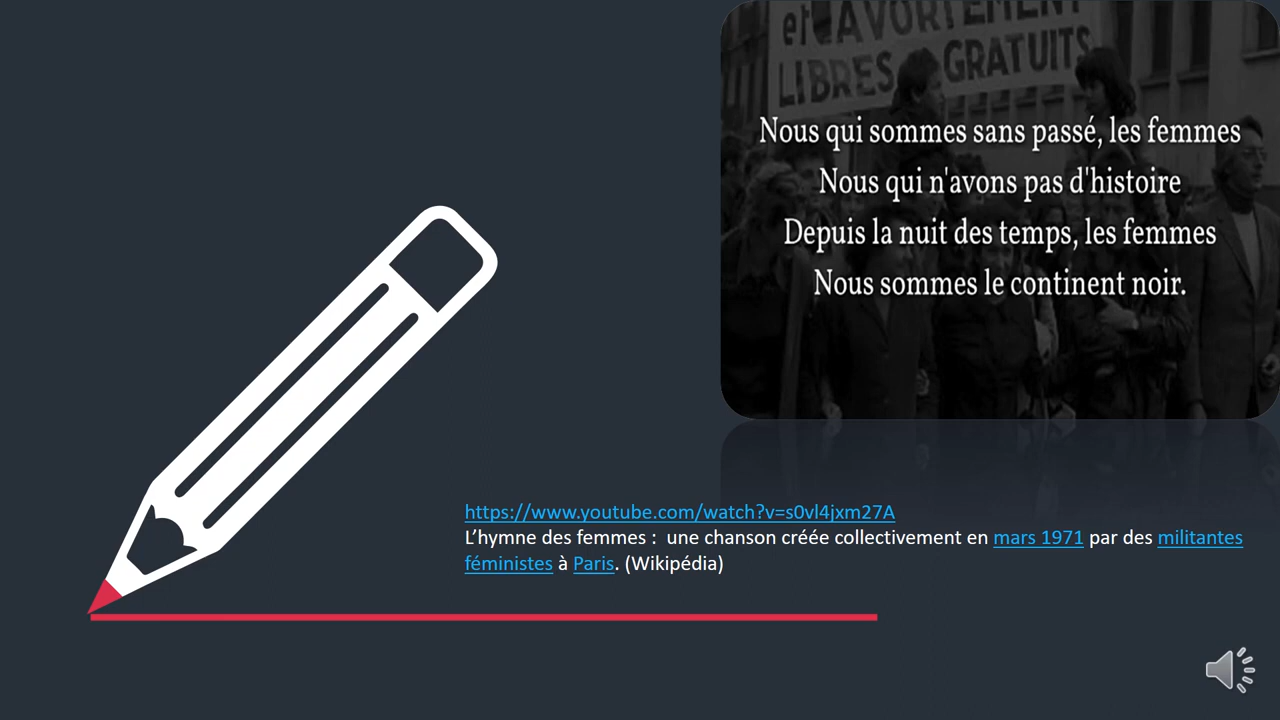 et L'AVORTEMENT
LIBRES GRATUITS
Nous qui sommes sans passé, les femmes
Nous qui n'avons pas d'histoire
Depuis la nuit des temps, les femmes
Nous sommes le continent noir.
https://www.youtube.com/watch?v=s0vl4jxm27A
L’hymne des femmes : une chanson créée collectivement en mars 1971 par des militantes
féministes à Paris. (Wikipédia)